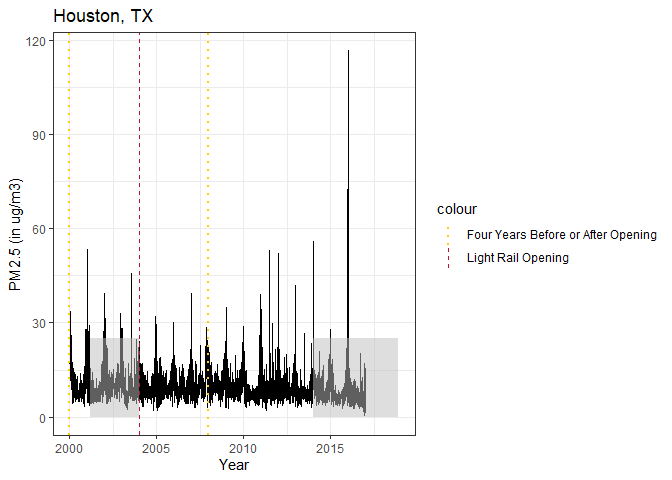 Houston, TX
120
90
60
30
0
PM2.5 (in ug/m3)
2000
2005
2010
2015
Year
colour
Four Years Before or After Opening
Light Rail Opening